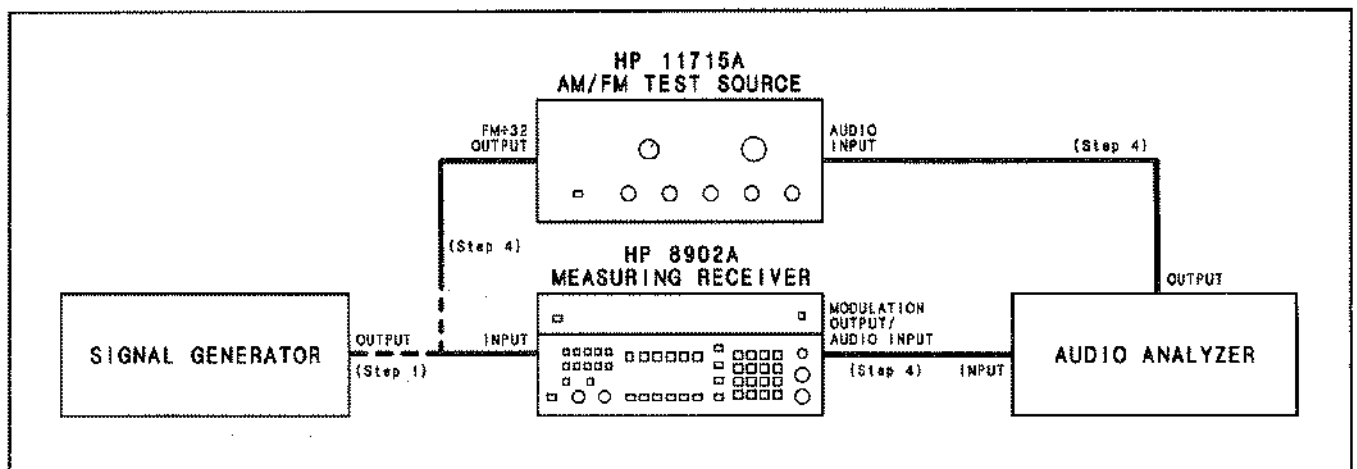 HP 11715A
AM/FM TEST SOURCE
FM÷32
OUTPUT
AUDIO
INPUT
(Step 4)
(Step 4)
HP 8902A
MEASURING RECEIVER
OUTPUT
SIGNAL GENERATOR
OUTPUT
(Step 1)
INPUT
MODULATION
OUTPUT/
AUDIO INPUT
(Step 4)
INPUT
AUDIO ANALYZER